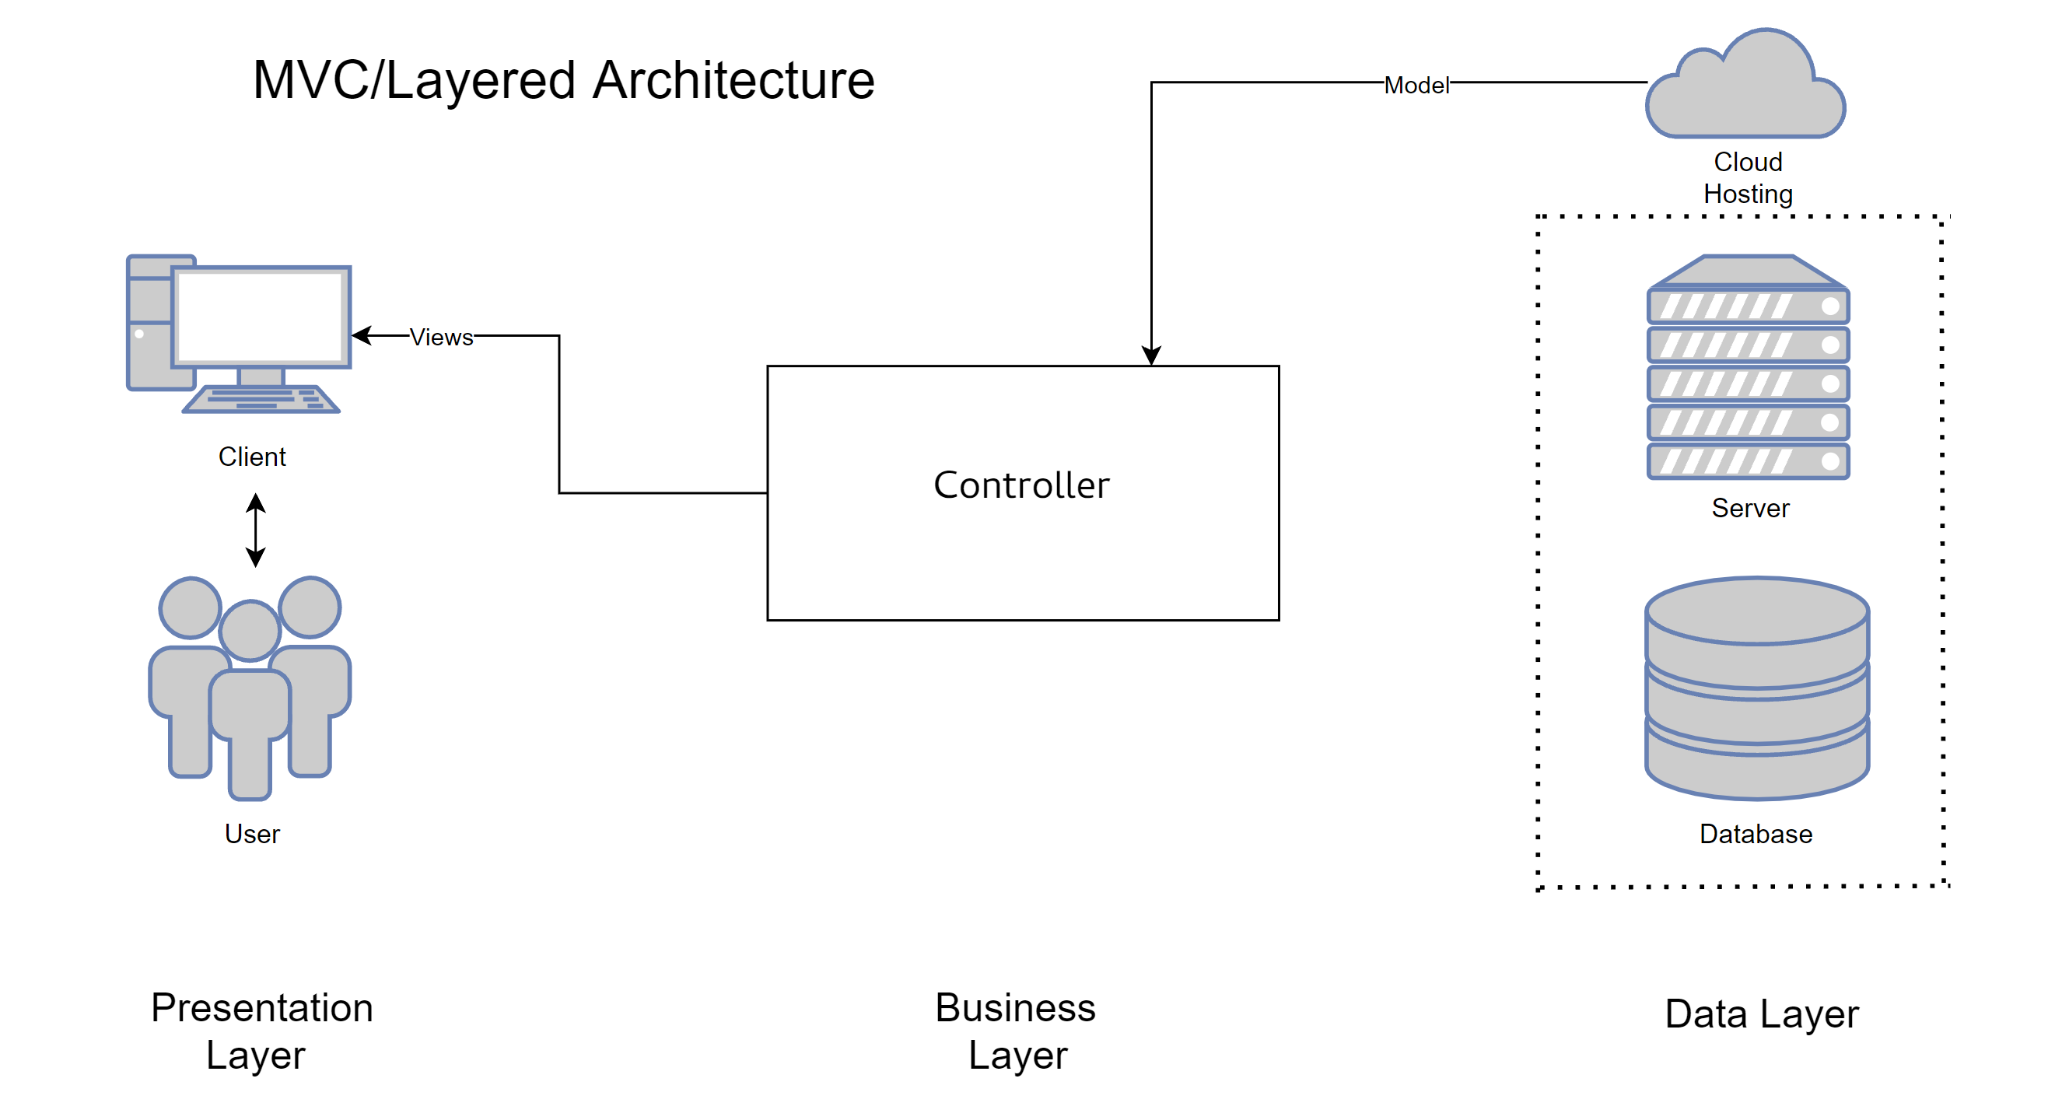 MVC/Layered Architecture
Model
Cloud
Hosting
Views
Client
Controller
Server
User
Database
Presentation
Layer
Business
Layer
Data Layer